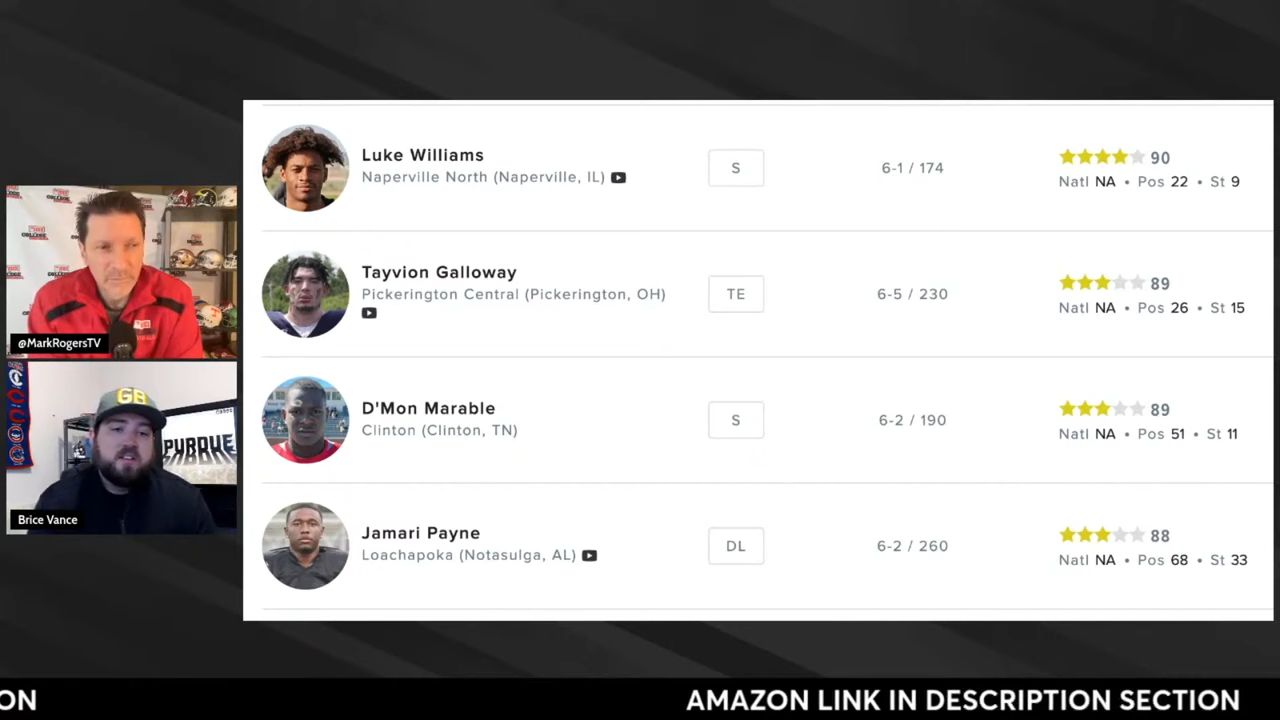 Luke Williams
Naperville North (Naperville, IL)
S
6-1 / 174
90
Natl NA • Pos 22 • St 9
Tayvion Galloway
Pickerington Central (Pickerington, OH)
TE
6-5 / 230
89
Natl NA • Pos 26 • St 15
D'Mon Marable
Clinton (Clinton, TN)
S
6-2 / 190
89
Natl NA • Pos 51 • St 11
Jamari Payne
Loachapoka (Notasulga, AL)
DL
6-2 / 260
88
Natl NA • Pos 68 • St 33
@MarkRogersTV
GB
PURDUE
Brice Vance
ON
AMAZON LINK IN DESCRIPTION SECTION